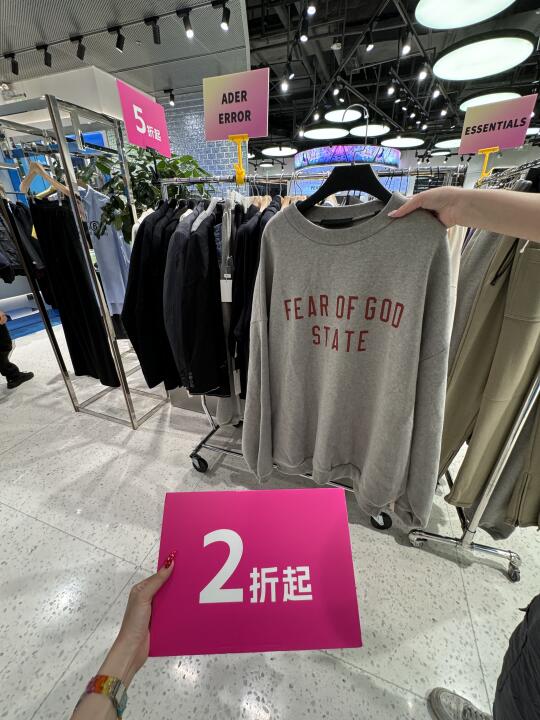 5折起
ADER
ERROR
ESSENTIALS
FEAR OF GOD
STATE
2折起